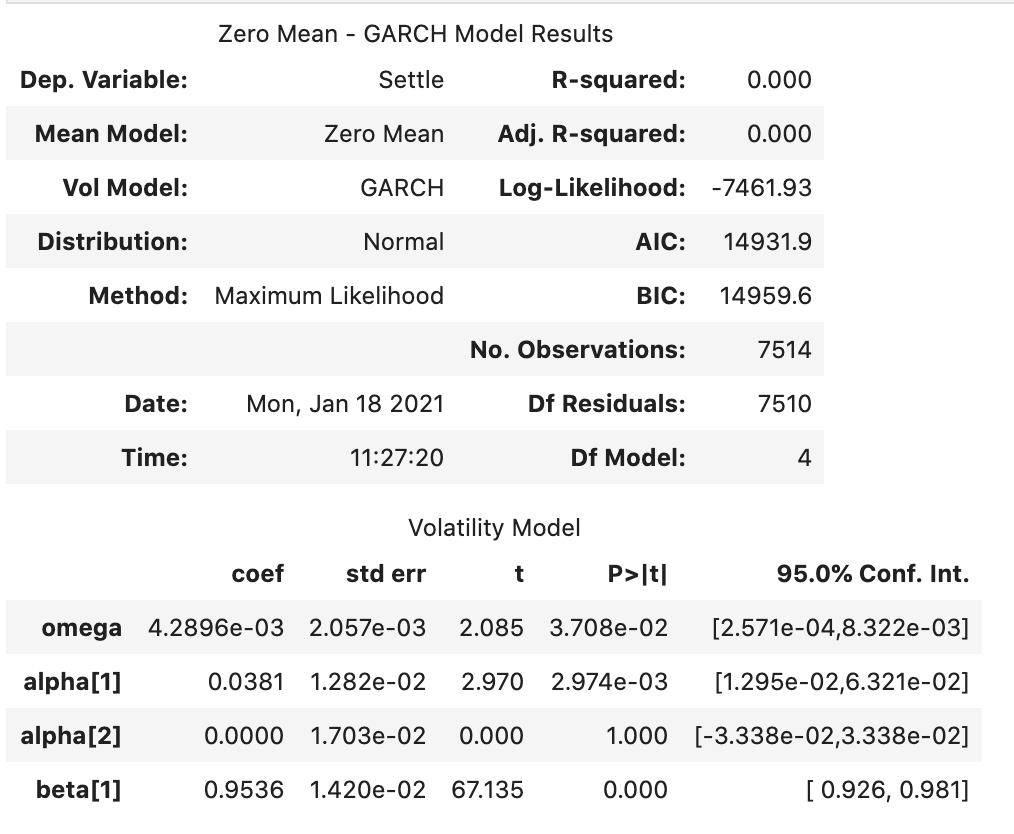 Zero Mean - GARCH Model Results
Dep. Variable: Settle R-squared: 0.000
Mean Model: Zero Mean Adj. R-squared: 0.000
Vol Model: GARCH Log-Likelihood: -7461.93
Distribution: Normal AIC: 14931.9
Method: Maximum Likelihood BIC: 14959.6
No. Observations: 7514
Date: Mon, Jan 18 2021 Df Residuals: 7510
Time: 11:27:20 Df Model: 4
Volatility Model
coef std err t P>|t| 95.0% Conf. Int.
omega 4.2896e-03 2.057e-03 2.085 3.708e-02 [2.571e-04,8.322e-03]
alpha[1] 0.0381 1.282e-02 2.970 2.974e-03 [1.295e-02,6.321e-02]
alpha[2] 0.0000 1.703e-02 0.000 1.000 [-3.338e-02,3.338e-02]
beta[1] 0.9536 1.420e-02 67.135 0.000 [ 0.926, 0.981]